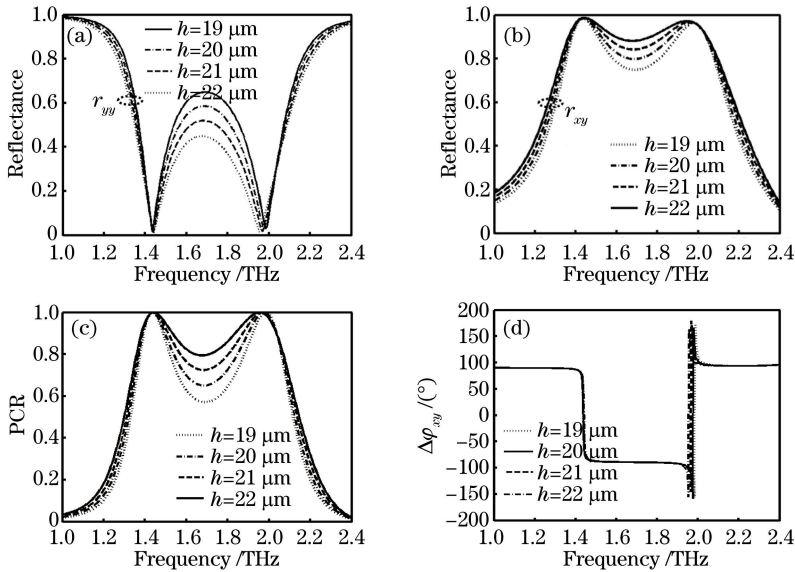 (a)
h=19 μm
h=20 μm
h=21 μm
h=22 μm
r_yy
Reflectance
1.0
0.8
0.6
0.4
0.2
0
1.0 1.2 1.4 1.6 1.8 2.0 2.2 2.4
Frequency /THz
(b)
r_xy
h=19 μm
h=20 μm
h=21 μm
h=22 μm
Reflectance
1.0
0.8
0.6
0.4
0.2
0
1.0 1.2 1.4 1.6 1.8 2.0 2.2 2.4
Frequency /THz
(c)
h=19 μm
h=20 μm
h=21 μm
h=22 μm
PCR
1.0
0.8
0.6
0.4
0.2
0
1.0 1.2 1.4 1.6 1.8 2.0 2.2 2.4
Frequency /THz
(d)
h=19 μm
h=20 μm
h=21 μm
h=22 μm
Δφ_xy /(°)
200
150
100
50
0
−50
−100
−150
−200
1.0 1.2 1.4 1.6 1.8 2.0 2.2 2.4
Frequency /THz